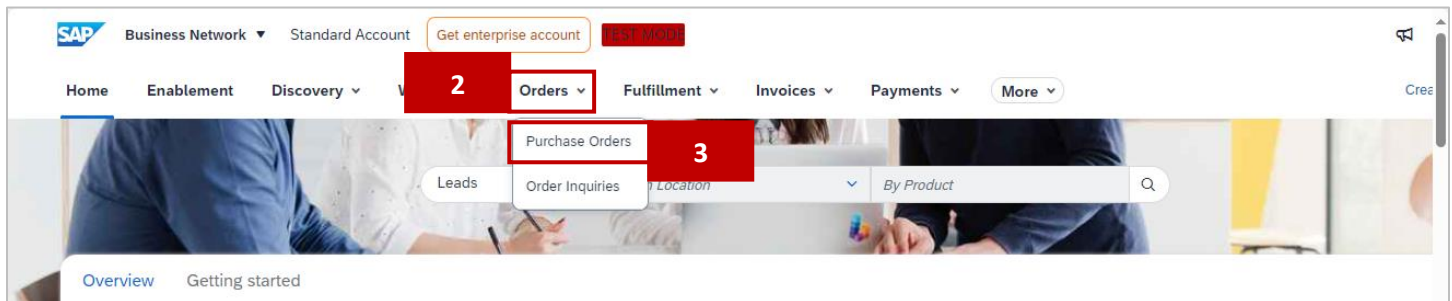 SAP Business Network ▼ Standard Account Get enterprise account TEST MODE
Home Enablement Discovery 2 Orders Fulfillment Invoices Payments More
Purchase Orders 3
Leads Order Inquiries Location By Product
Overview Getting started